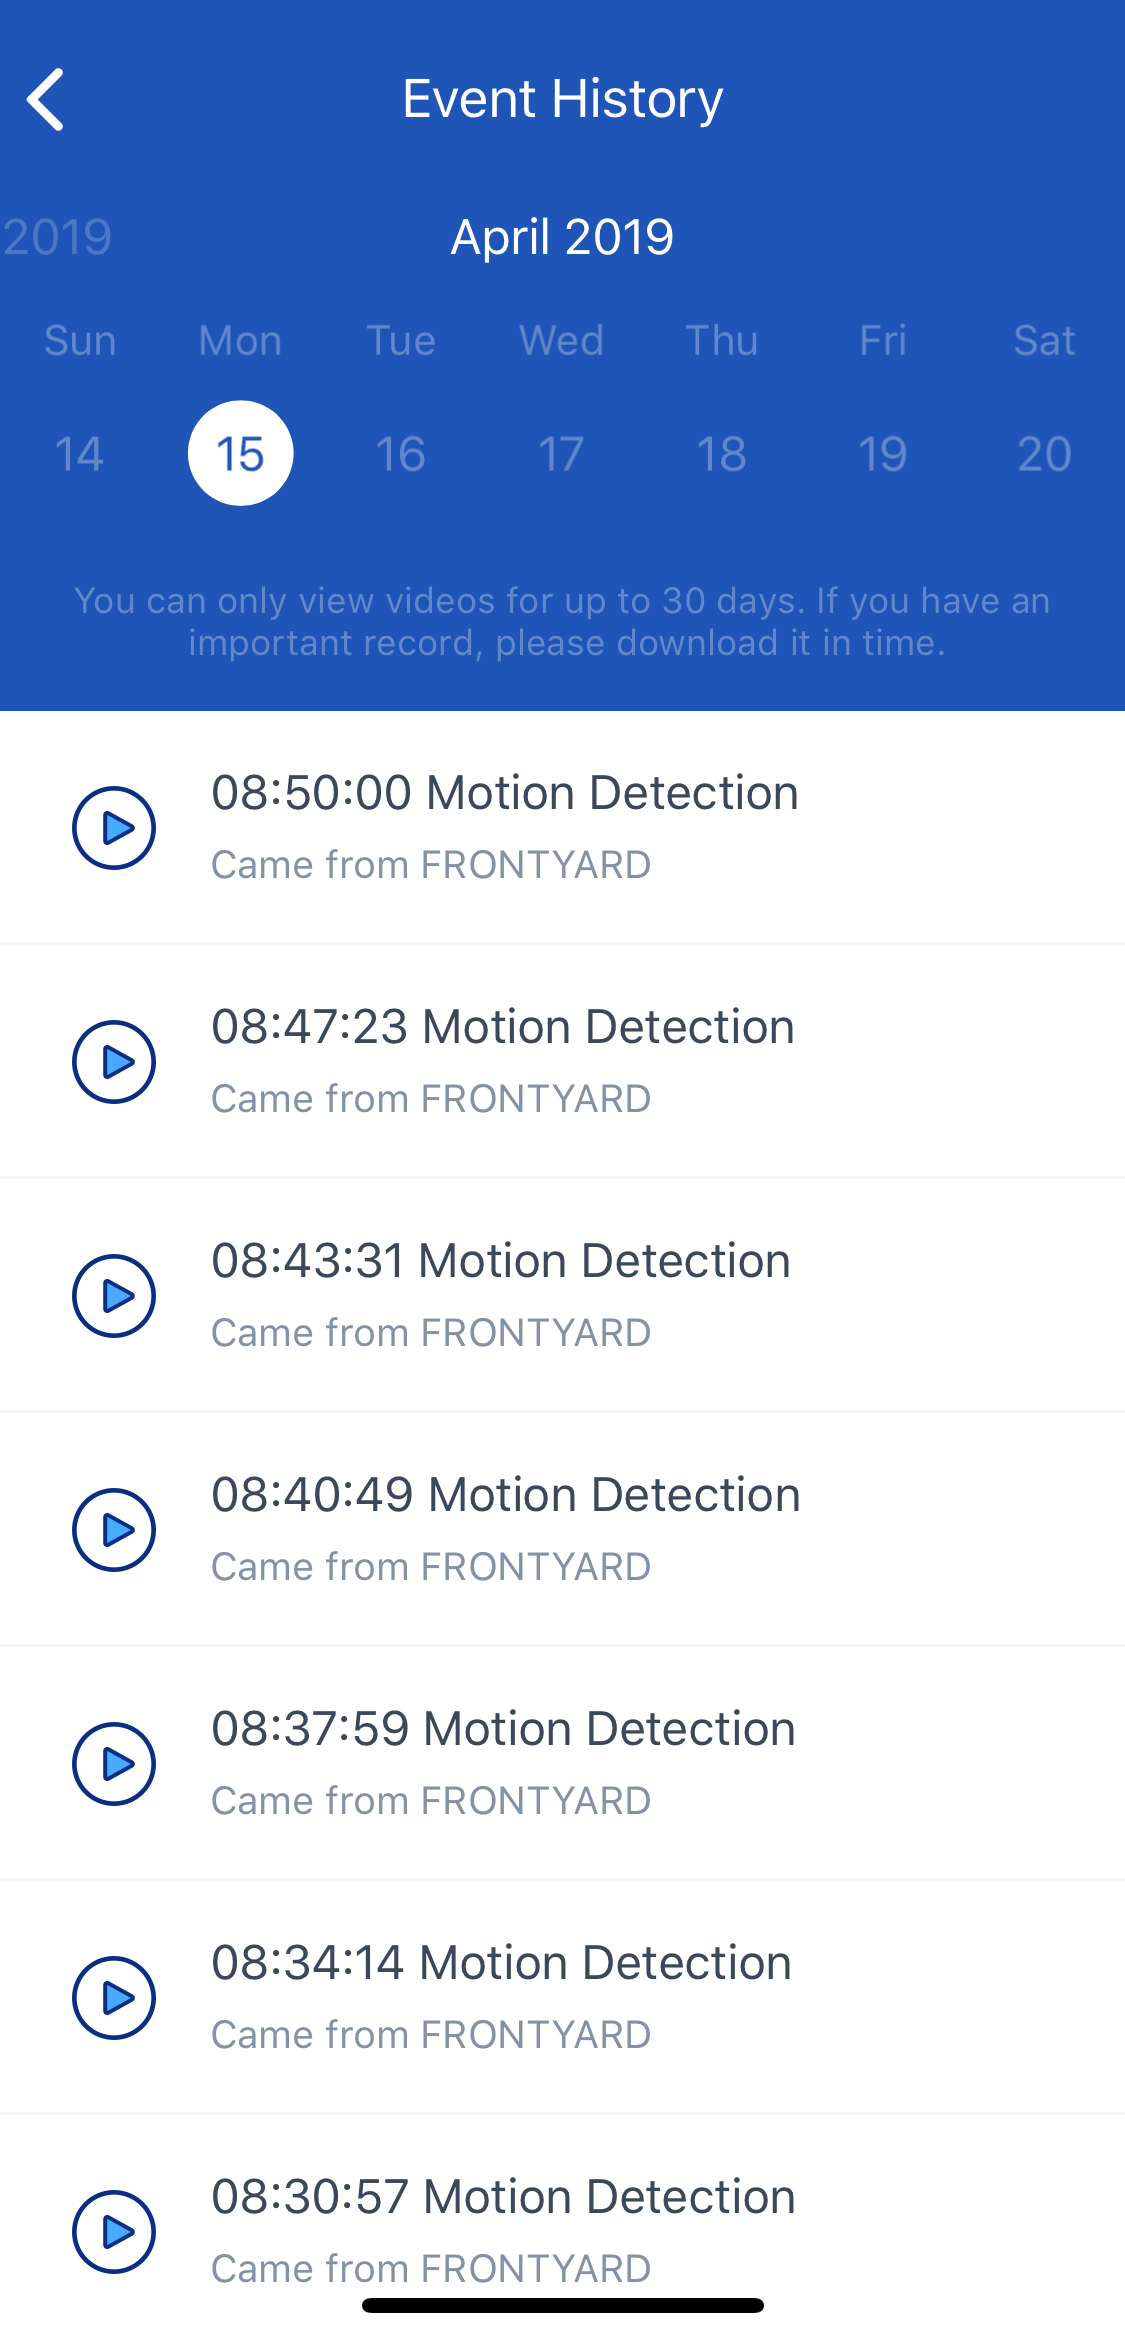 Event History
2019
April 2019
Sun Mon Tue Wed Thu Fri Sat
14 15 16 17 18 19 20
You can only view videos for up to 30 days. If you have an
important record, please download it in time.
08:50:00 Motion Detection
Came from FRONTYARD
08:47:23 Motion Detection
Came from FRONTYARD
08:43:31 Motion Detection
Came from FRONTYARD
08:40:49 Motion Detection
Came from FRONTYARD
08:37:59 Motion Detection
Came from FRONTYARD
08:34:14 Motion Detection
Came from FRONTYARD
08:30:57 Motion Detection
Came from FRONTYARD